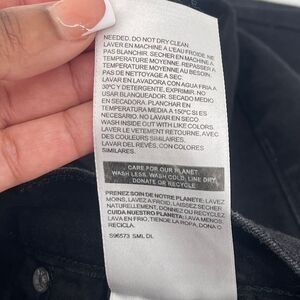 NEEDED. DO NOT DRY CLEAN.
LAVER EN MACHINE A L'EAU FROIDE. NE
PAS BLANCHIR. SECHER EN MACHINE A
TEMPERATURE MOYENNE. REPASSER A
TEMPERATURE MOYENNE AU BESOIN.
PAS DE NETTOYAGE A SEC.
LAVAR EN LAVADORA CON AGUA FRIA A
30°C Y DETERGENTE, EXPRIMIR. NO
USAR BLANQUEADOR. SECADO MEDIO
EN SECADORA. PLANCHAR EN
TEMPERATURA MEDIA A 150°C SI ES
NECESARIO. NO LAVAR EN SECO
WASH INSIDE OUT WITH LIKE COLORS.
LAVER LE VETEMENT RETOURNE, AVEC
DES COULEURS SIMILAIRES.
LAVAR DEL REVÉS, CON COLORES
SIMILARES.
CARE FOR OUR PLANET:
WASH LESS, WASH COLD, LINE DRY,
DONATE OR RECYCLE
PRENEZ SOIN DE NOTRE PLANETE: LAVEZ
MOINS, LAVEZ A FROID, LAISSEZ SECHER
NATURELLEMENT, DONNEZ OU RECYCLEZ
CUIDA NUESTRO PLANETA: LAVA MENOS,
LAVA EN FRIO, TIENDE LA ROPA, DONA O
RECICLA.
S96573 SML DL